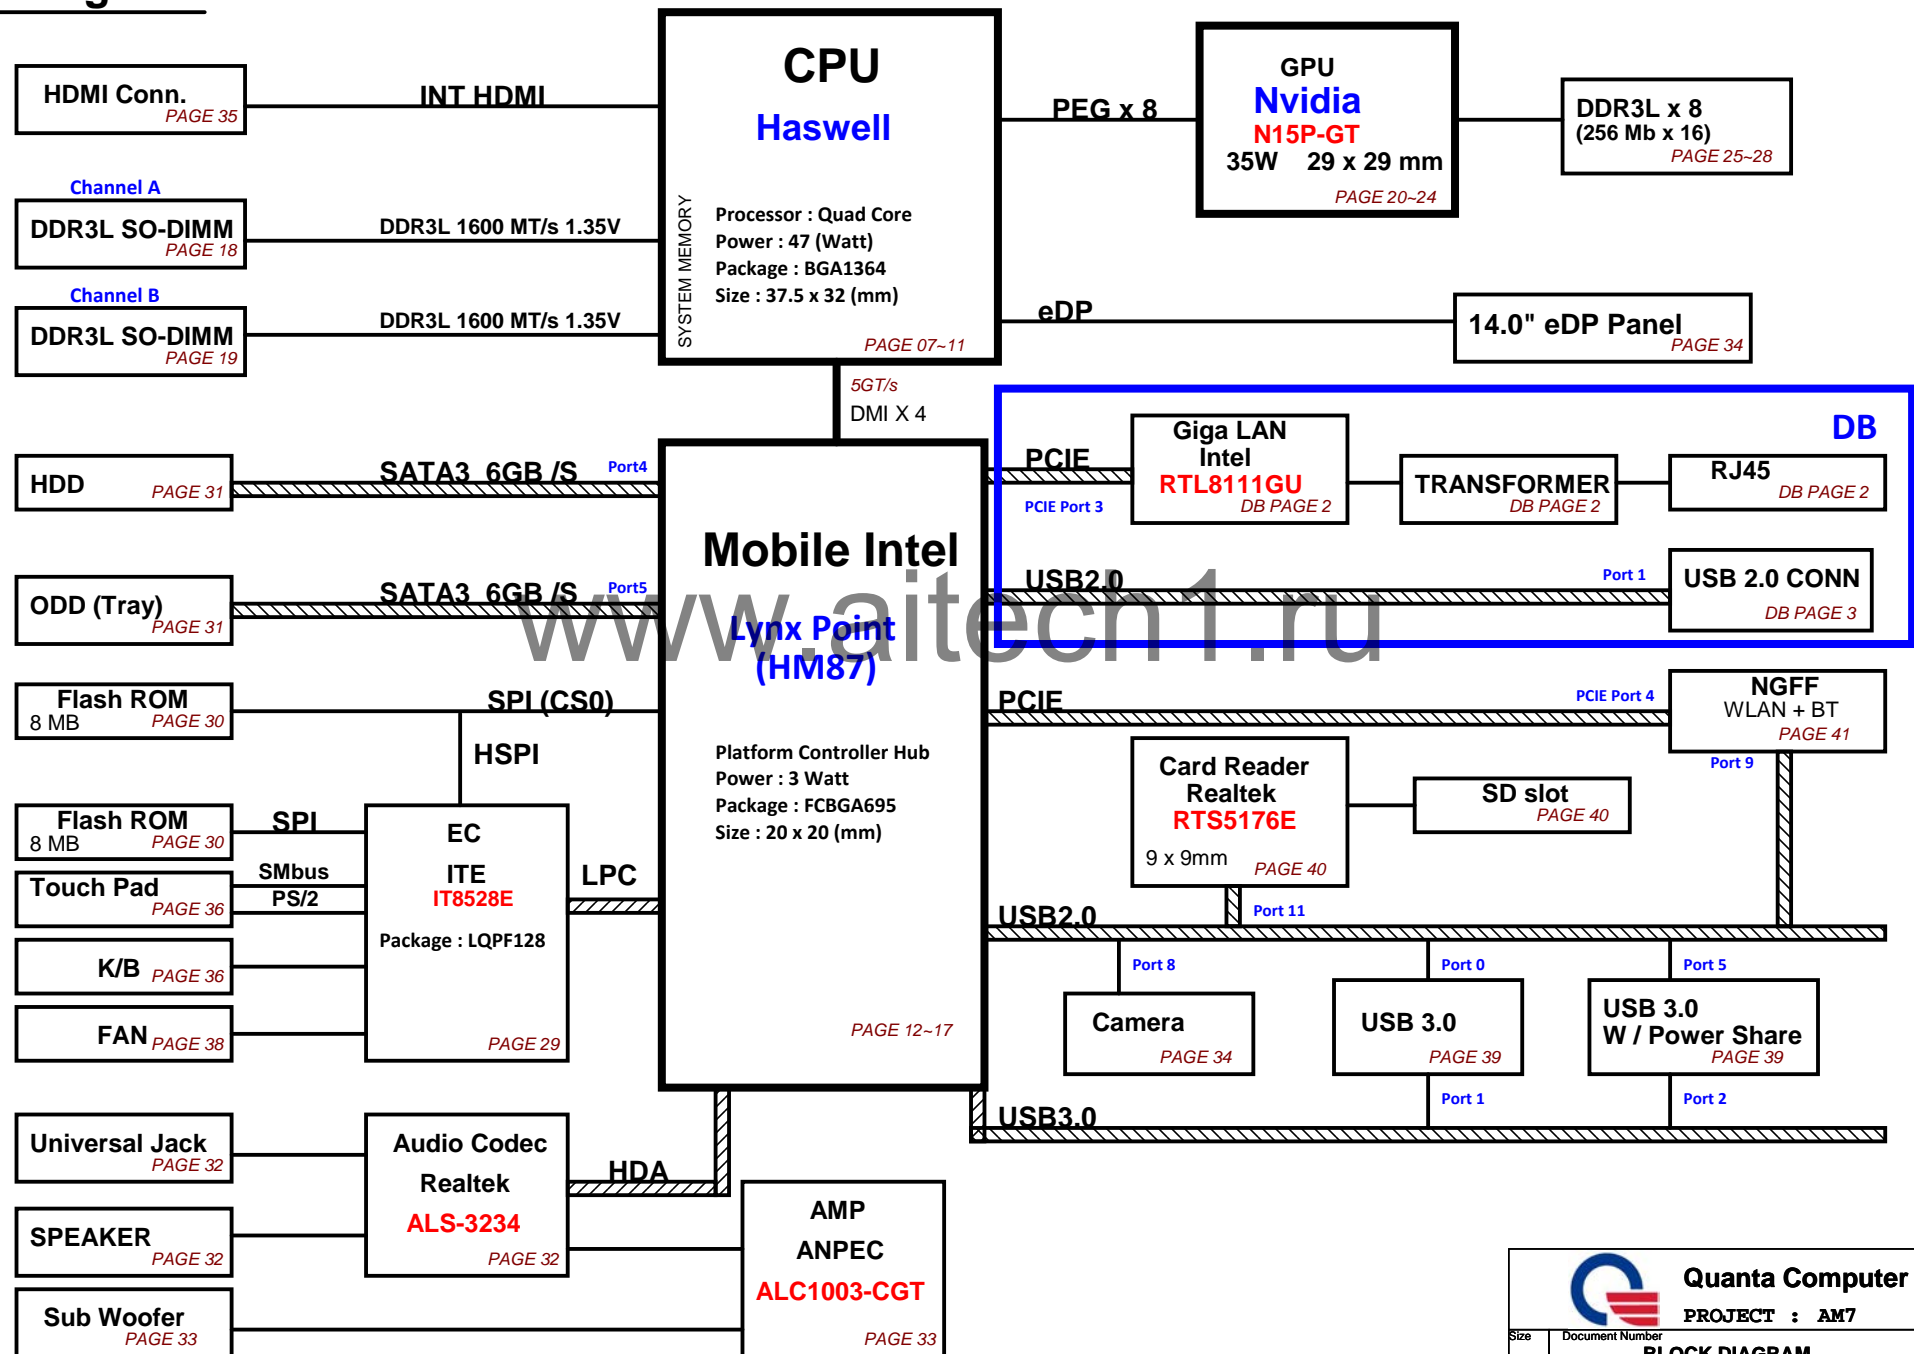 CPU
Haswell
SYSTEM MEMORY
Processor : Quad Core
Power : 47 (Watt)
Package : BGA1364
Size : 37.5 x 32 (mm)
PAGE 07~11
HDMI Conn.
PAGE 35
INT HDMI
Channel A
DDR3L SO-DIMM
PAGE 18
DDR3L 1600 MT/s 1.35V
Channel B
DDR3L SO-DIMM
PAGE 19
DDR3L 1600 MT/s 1.35V
PEG x 8
GPU
Nvidia
N15P-GT
35W 29 x 29 mm
PAGE 20~24
DDR3L x 8
(256 Mb x 16)
PAGE 25~28
eDP
14.0" eDP Panel
PAGE 34
5GT/s
DMI X 4
DB
PCIE
PCIE Port 3
Giga LAN
Intel
RTL8111GU
DB PAGE 2
TRANSFORMER
DB PAGE 2
RJ45
DB PAGE 2
USB2.0
Port 1
USB 2.0 CONN
DB PAGE 3
HDD
PAGE 31
SATA3 6GB /S
Port4
ODD (Tray)
PAGE 31
SATA3 6GB /S
Port5
Mobile Intel
Lynx Point
(HM87)
Platform Controller Hub
Power : 3 Watt
Package : FCBGA695
Size : 20 x 20 (mm)
PAGE 12~17
www.aitech1.ru
Flash ROM
8 MB
PAGE 30
SPI (CS0)
HSPI
Flash ROM
8 MB
PAGE 30
SPI
Touch Pad
PAGE 36
SMbus
PS/2
K/B
PAGE 36
FAN
PAGE 38
EC
ITE
IT8528E
Package : LQPF128
PAGE 29
LPC
PCIE
PCIE Port 4
NGFF
WLAN + BT
PAGE 41
Port 9
Card Reader
Realtek
RTS5176E
9 x 9mm
PAGE 40
SD slot
PAGE 40
Port 11
USB2.0
Port 8
Camera
PAGE 34
Port 0
USB 3.0
PAGE 39
Port 1
Port 5
USB 3.0
W / Power Share
PAGE 39
Port 2
USB3.0
Universal Jack
PAGE 32
SPEAKER
PAGE 32
Sub Woofer
PAGE 33
Audio Codec
Realtek
ALS-3234
PAGE 32
HDA
AMP
ANPEC
ALC1003-CGT
PAGE 33
Quanta Computer
PROJECT : AM7
Size
Document Number
BLOCK DIAGRAM